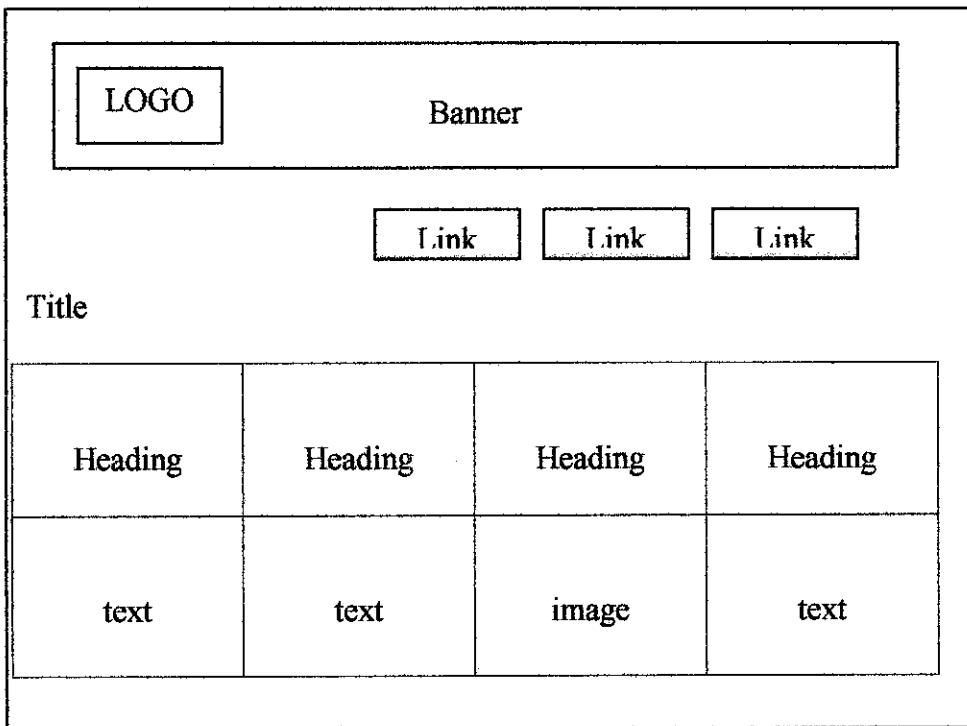 LOGO
Banner
Link Link Link
Title
Heading Heading Heading Heading
text text image text